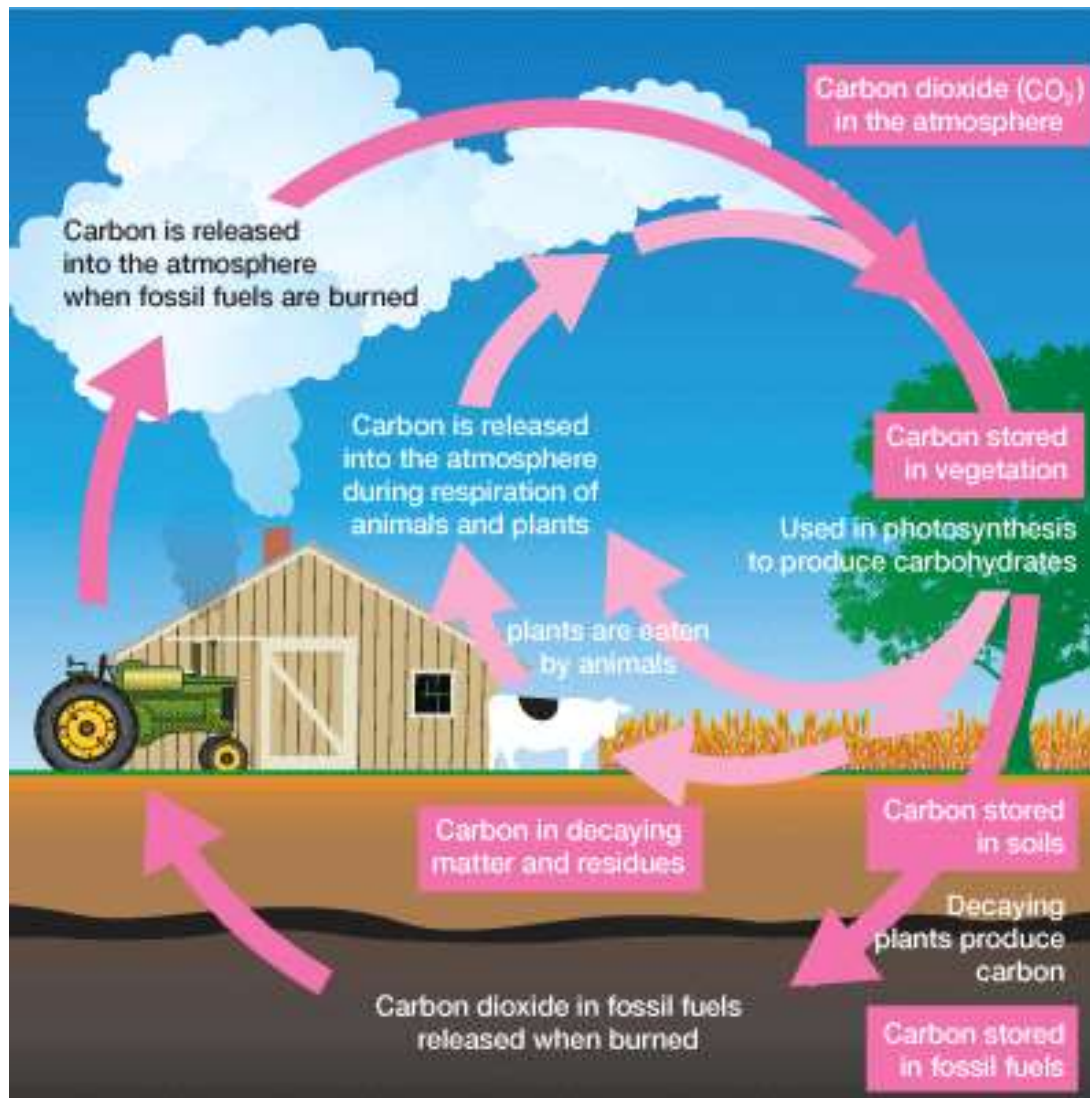 Carbon dioxide (CO₂)
in the atmosphere
Carbon is released
into the atmosphere
when fossil fuels are burned
Carbon is released
into the atmosphere
during respiration of
animals and plants
Carbon stored
in vegetation
Used in photosynthesis
to produce carbohydrates
plants are eaten
by animals
Carbon in decaying
matter and residues
Carbon stored
in soils
Decaying
plants produce
carbon
Carbon dioxide in fossil fuels
released when burned
Carbon stored
in fossil fuels